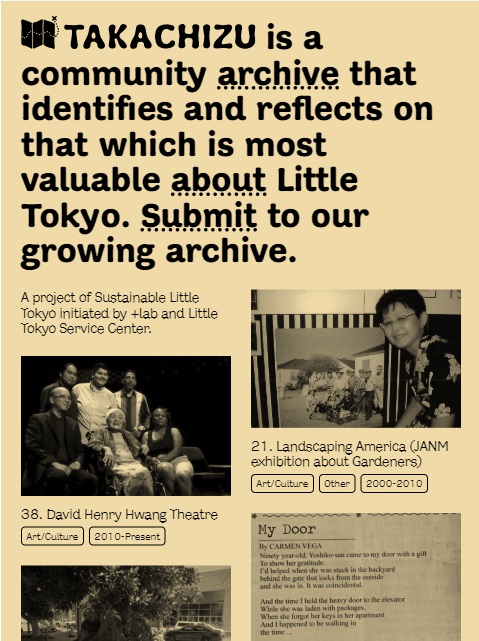 TAKACHIZU is a
community archive that
identifies and reflects on
that which is most
valuable about Little
Tokyo. Submit to our
growing archive.
A project of Sustainable Little
Tokyo initiated by +lab and Little
Tokyo Service Center.
38. David Henry Hwang Theatre
Art/Culture
2010-Present
21. Landscaping America (JANM
exhibition about Gardeners)
Art/Culture
Other
2000-2010
My Door
By CARMEN VEGA
Ninety year-old, Yoshiko-san came to my door with a gift
To show her gratitude.
I'd helped when she was stuck in the backyard
behind the gate that locks from the outside
and she was in. It was coincidental.
And the time I held the heavy door to the elevator
While she was laden with packages,
When she forgot her keys in her apartment
And I happened to be walking in
the time ...